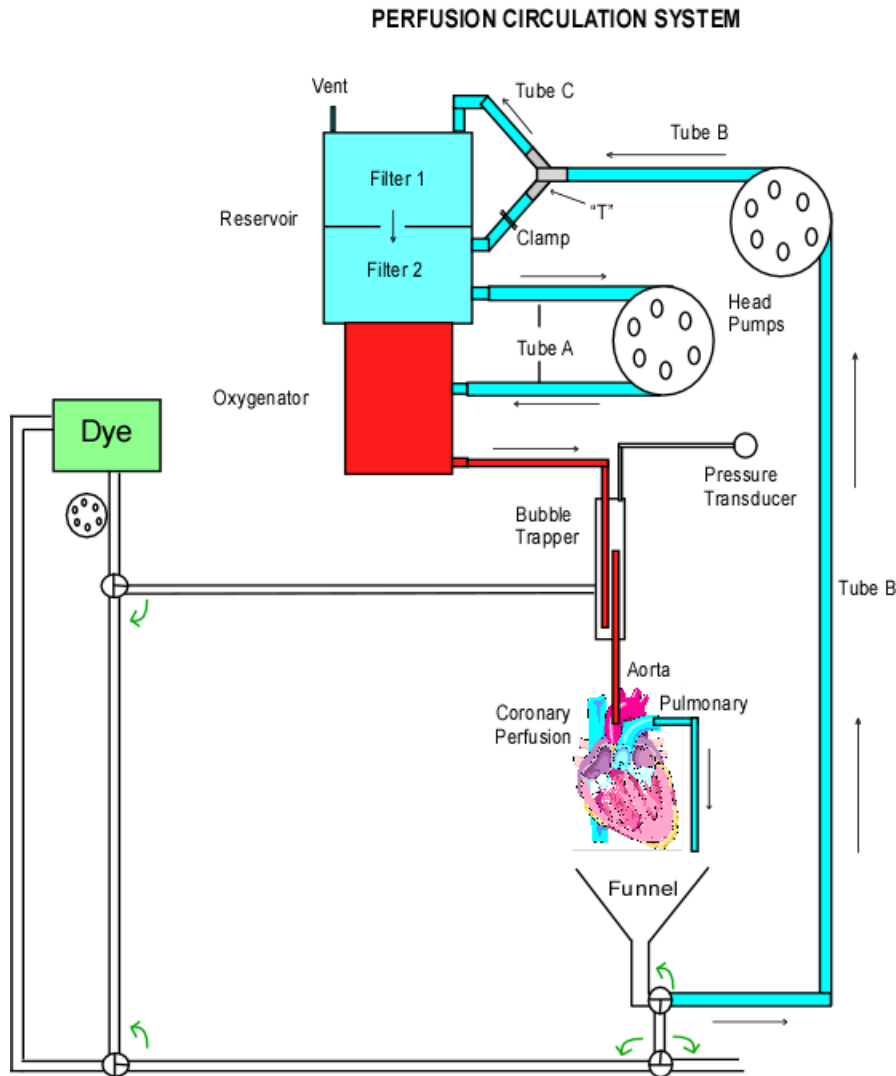 PERFUSION CIRCULATION SYSTEM
Vent
Tube C
Tube B
Filter 1
"T"
Reservoir
Clamp
Filter 2
Head
Pumps
Tube A
Oxygenator
Dye
Pressure
Transducer
Bubble
Trapper
Tube B
Aorta
Pulmonary
Coronary
Perfusion
Funnel